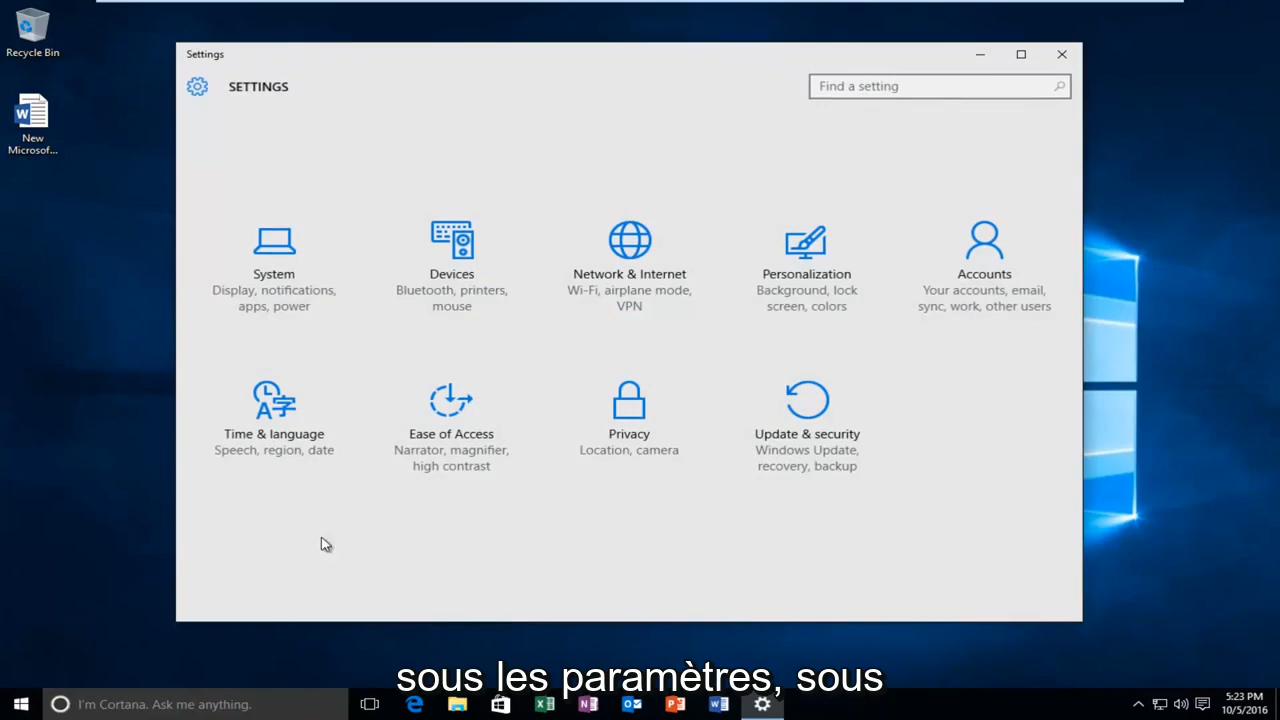 Recycle Bin
New
Microsof...
Settings
SETTINGS
Find a setting
System
Display, notifications,
apps, power
Devices
Bluetooth, printers,
mouse
Network & Internet
Wi-Fi, airplane mode,
VPN
Personalization
Background, lock
screen, colors
Accounts
Your accounts, email,
sync, work, other users
Time & language
Speech, region, date
Ease of Access
Narrator, magnifier,
high contrast
Privacy
Location, camera
Update & security
Windows Update,
recovery, backup
sous les paramètres, sous
I'm Cortana. Ask me anything.
5:23 PM
10/5/2016